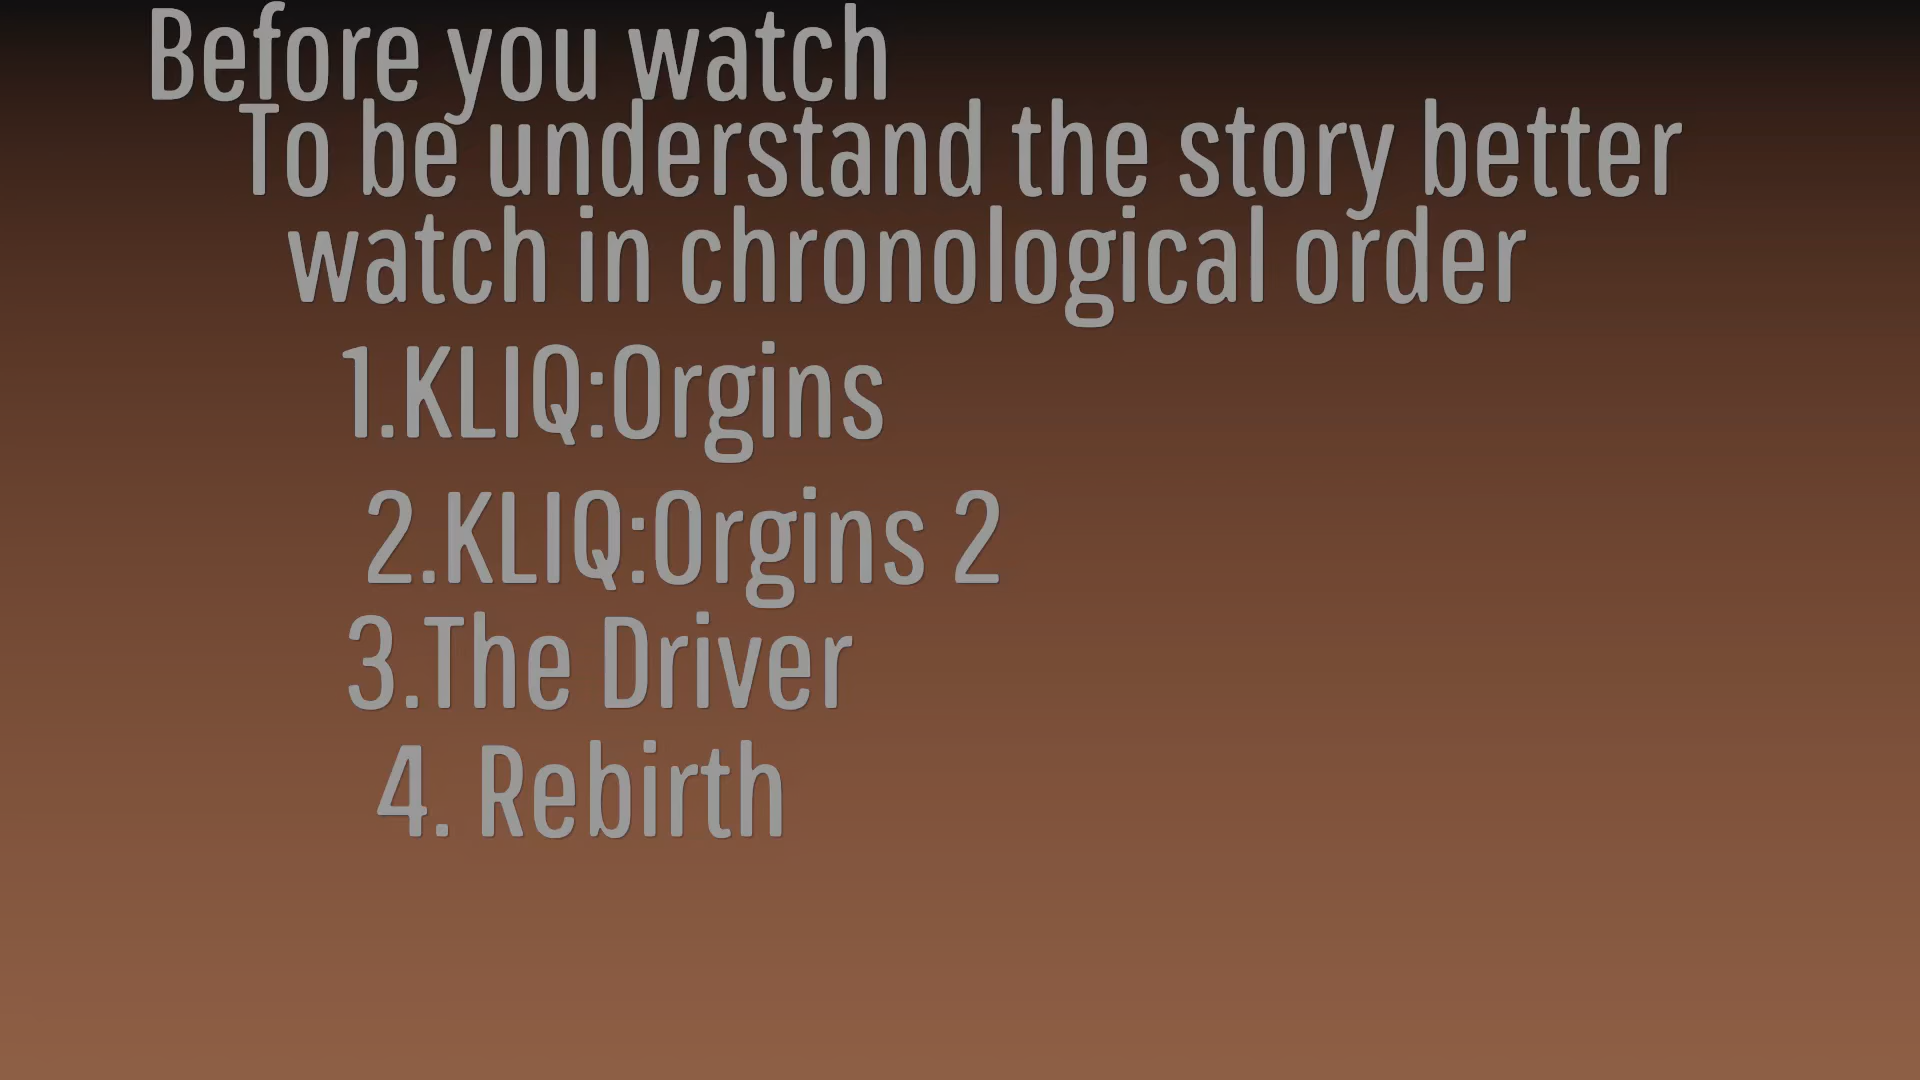 Before you watch
To be understand the story better
watch in chronological order
1.KLIQ:Orgins
2.KLIQ:Orgins 2
3.The Driver
4. Rebirth